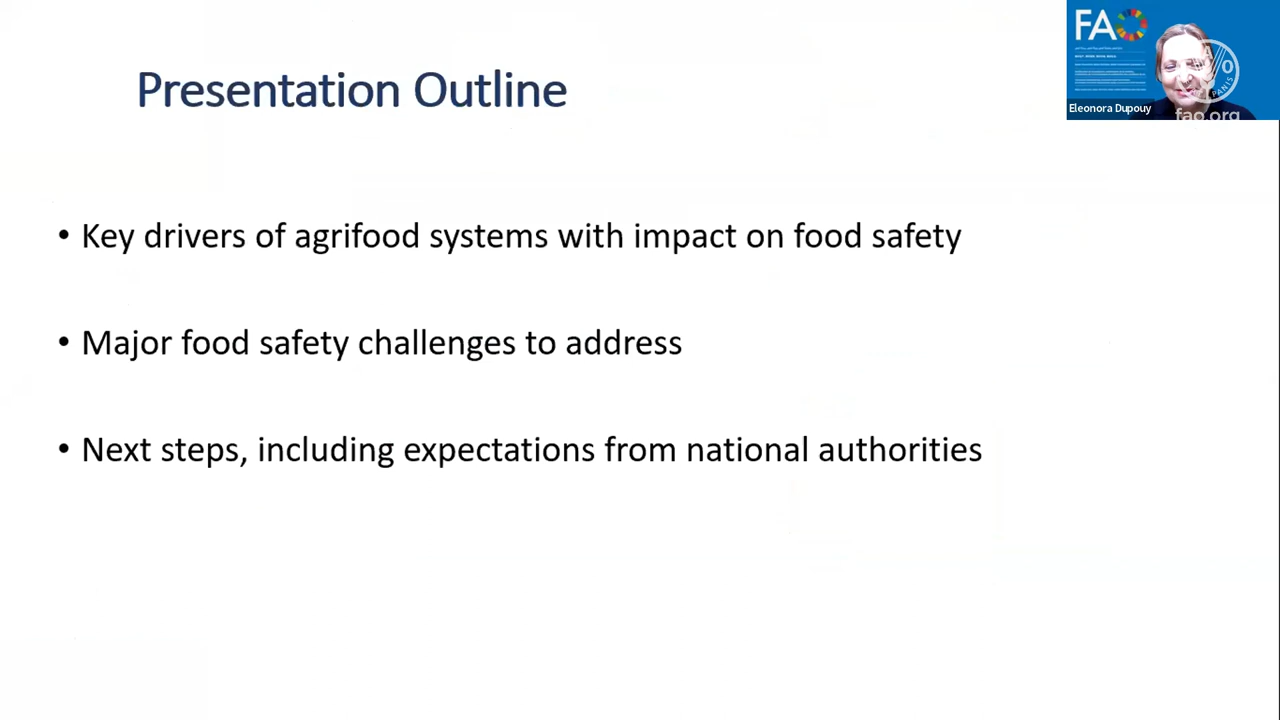 Presentation Outline
FAO
Eleonora Dupouy
fao.org
• Key drivers of agrifood systems with impact on food safety
• Major food safety challenges to address
• Next steps, including expectations from national authorities